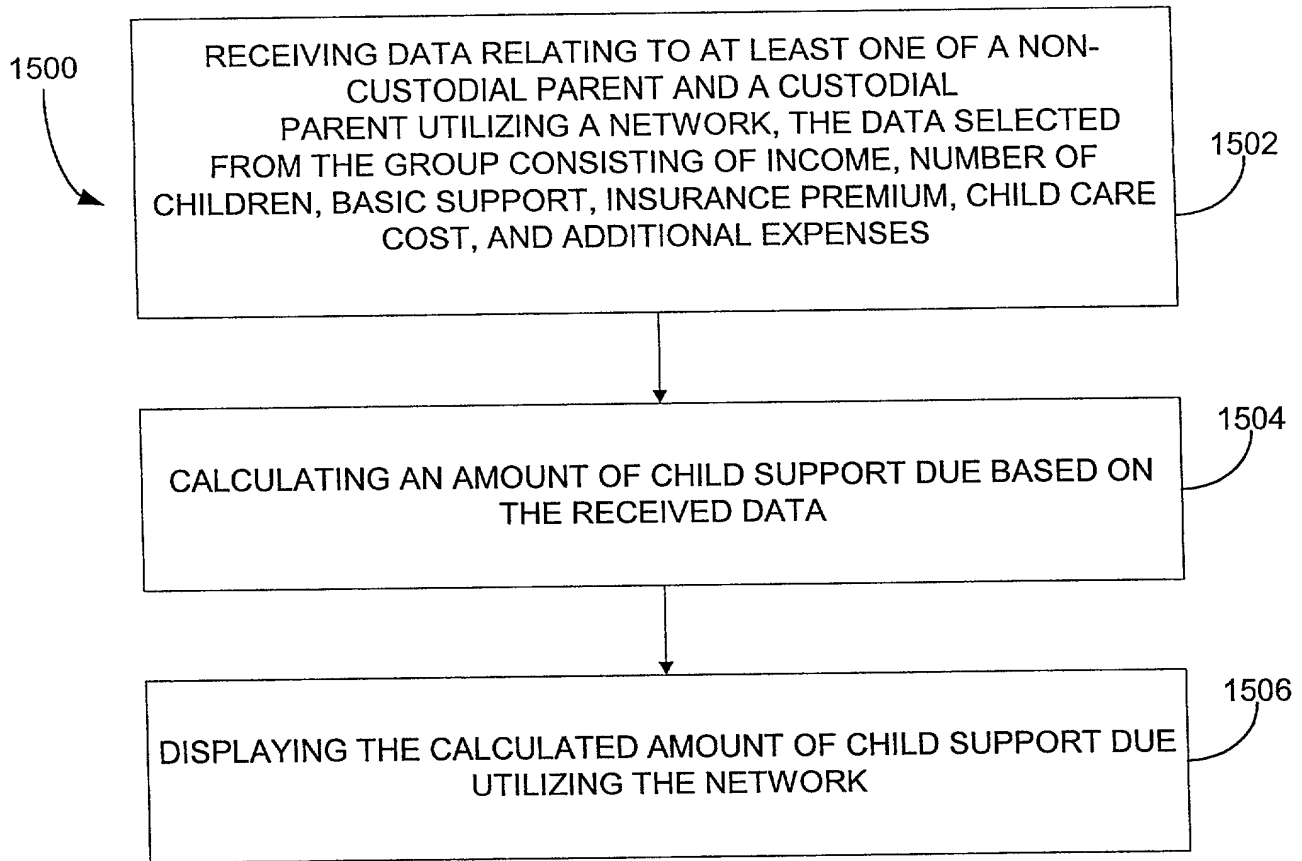 1500
RECEIVING DATA RELATING TO AT LEAST ONE OF A NON-
CUSTODIAL PARENT AND A CUSTODIAL
PARENT UTILIZING A NETWORK, THE DATA SELECTED
FROM THE GROUP CONSISTING OF INCOME, NUMBER OF
CHILDREN, BASIC SUPPORT, INSURANCE PREMIUM, CHILD CARE
COST, AND ADDITIONAL EXPENSES
1502
CALCULATING AN AMOUNT OF CHILD SUPPORT DUE BASED ON
THE RECEIVED DATA
1504
DISPLAYING THE CALCULATED AMOUNT OF CHILD SUPPORT DUE
UTILIZING THE NETWORK
1506